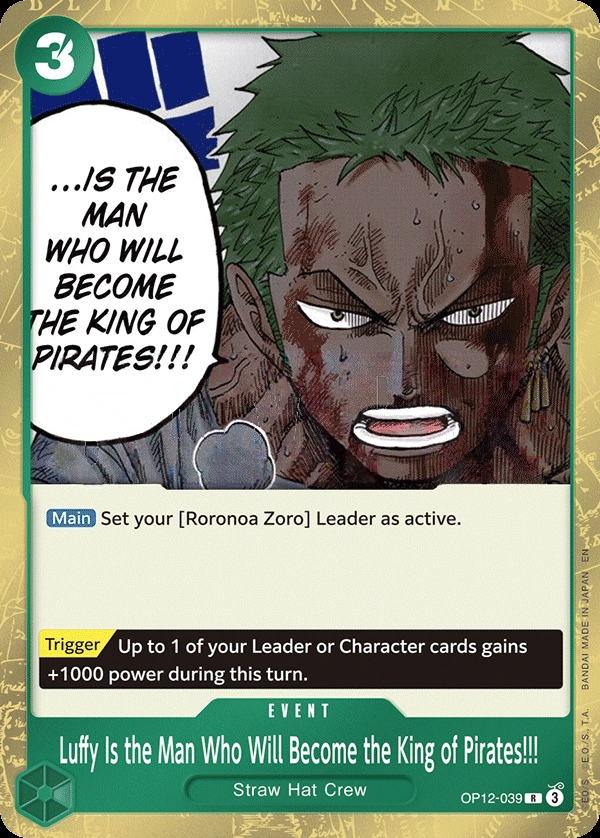 3
...IS THE
MAN
WHO WILL
BECOME
THE KING OF
PIRATES!!!
Main Set your [Roronoa Zoro] Leader as active.
Trigger Up to 1 of your Leader or Character cards gains
+1000 power during this turn.
EVENT
Luffy Is the Man Who Will Become the King of Pirates!!!
Straw Hat Crew
OP12-039 R 3
BANDAI MADE IN JAPAN EN